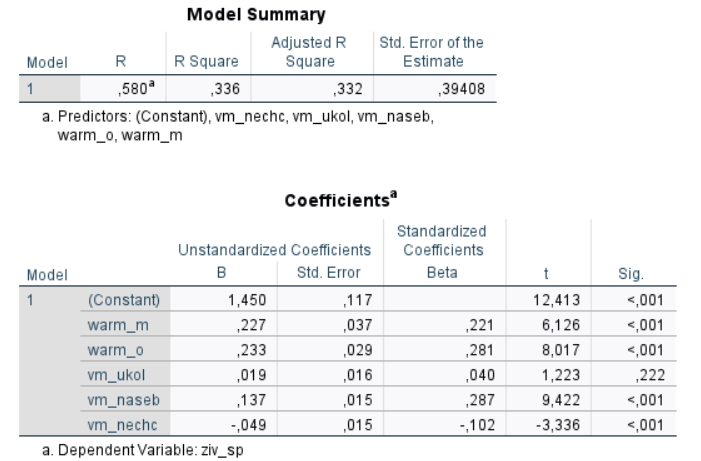 Model Summary
Model R R Square Adjusted R Square Std. Error of the Estimate
1 ,580a ,336 ,332 ,39408
a. Predictors: (Constant), vm_nechc, vm_ukol, vm_naseb,
warm_o, warm_m
Coefficientsa
Unstandardized Coefficients Standardized Coefficients
Model B Std. Error Beta t Sig.
1 (Constant) 1,450 ,117 12,413 <,001
warm_m ,227 ,037 ,221 6,126 <,001
warm_o ,233 ,029 ,281 8,017 <,001
vm_ukol ,019 ,016 ,040 1,223 ,222
vm_naseb ,137 ,015 ,287 9,422 <,001
vm_nechc -,049 ,015 -,102 -3,336 <,001
a. Dependent Variable: ziv_sp